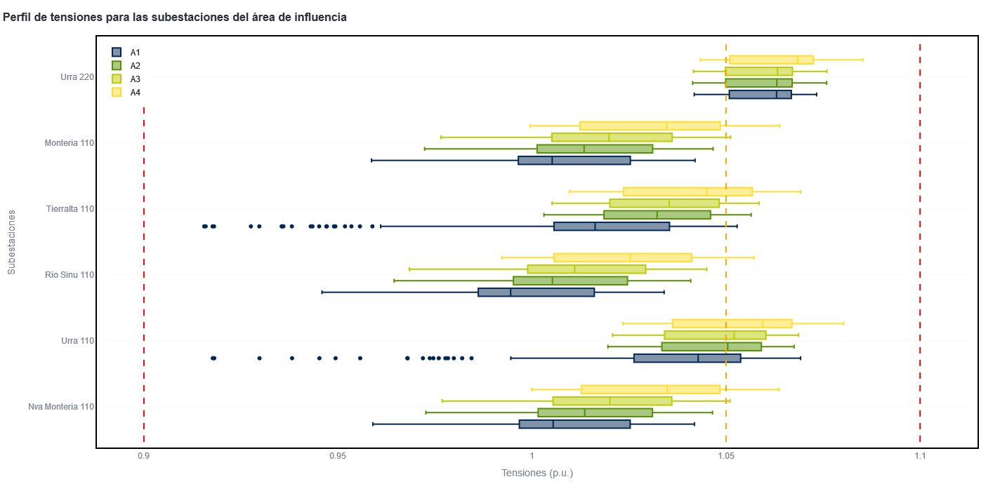 Perfil de tensiones para las subestaciones del área de influencia
A1
A2
A3
A4
Subestaciones
Urra 220
Monteria 110
Tierralta 110
Rio Sinu 110
Urra 110
Nva Monteria 110
0.9
0.95
1
1.05
1.1
Tensiones (p.u.)